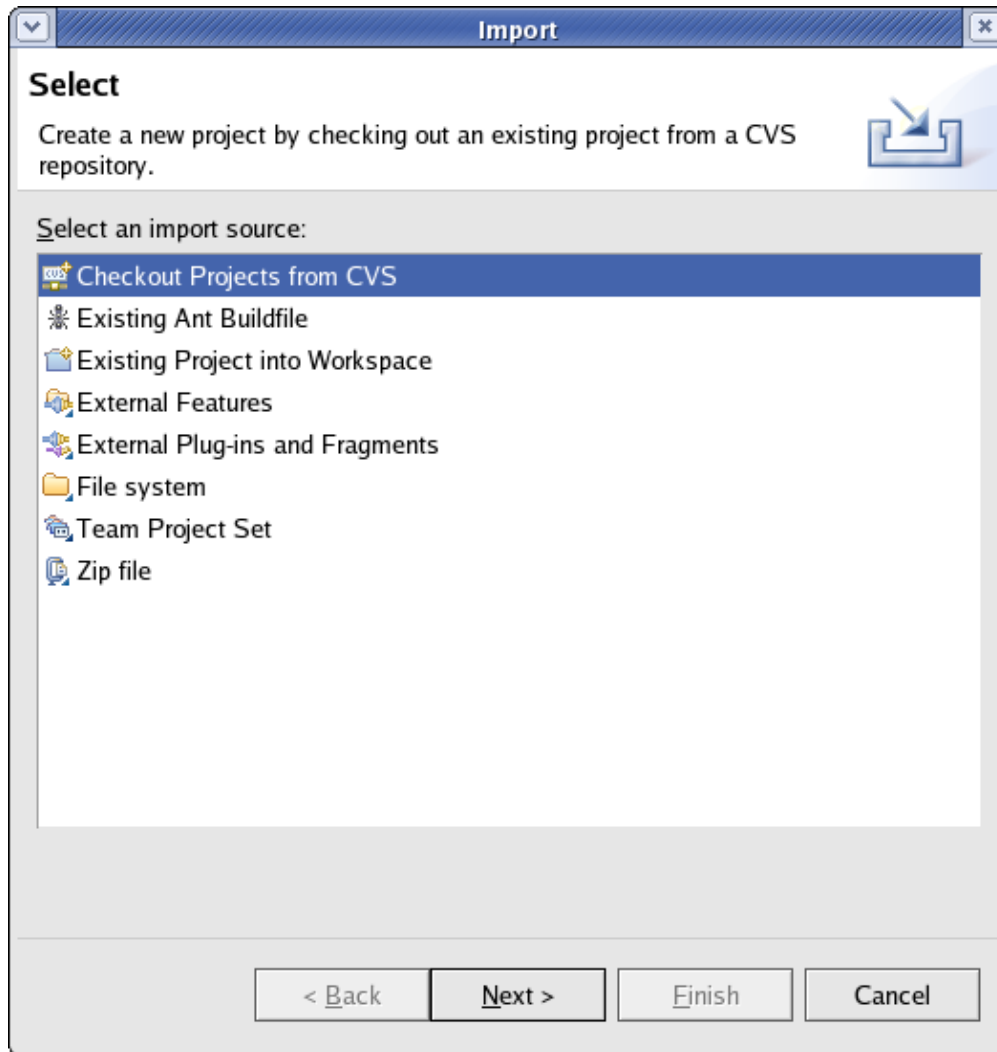 Import
Select
Create a new project by checking out an existing project from a CVS
repository.
Select an import source:
Checkout Projects from CVS
Existing Ant Buildfile
Existing Project into Workspace
External Features
External Plug-ins and Fragments
File system
Team Project Set
Zip file
< Back
Next >
Finish
Cancel